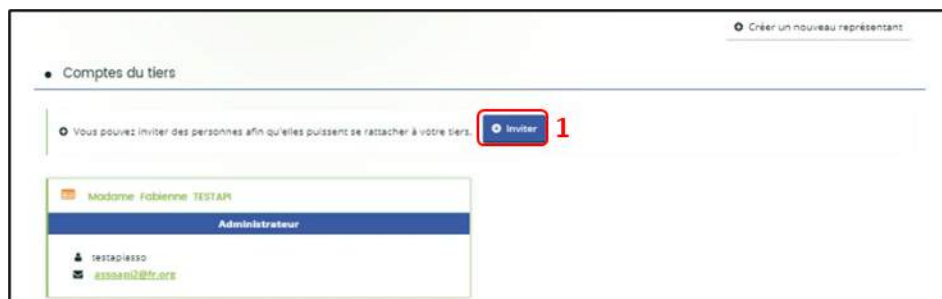 Créer un nouveau représentant
Comptes du tiers
Vous pouvez inviter des personnes afin qu'elles puissent se rattacher à votre tiers.
Inviter
1
Madame Fabienne TESTAPI
Administrateur
testapiasso
assoapi2@fr.org